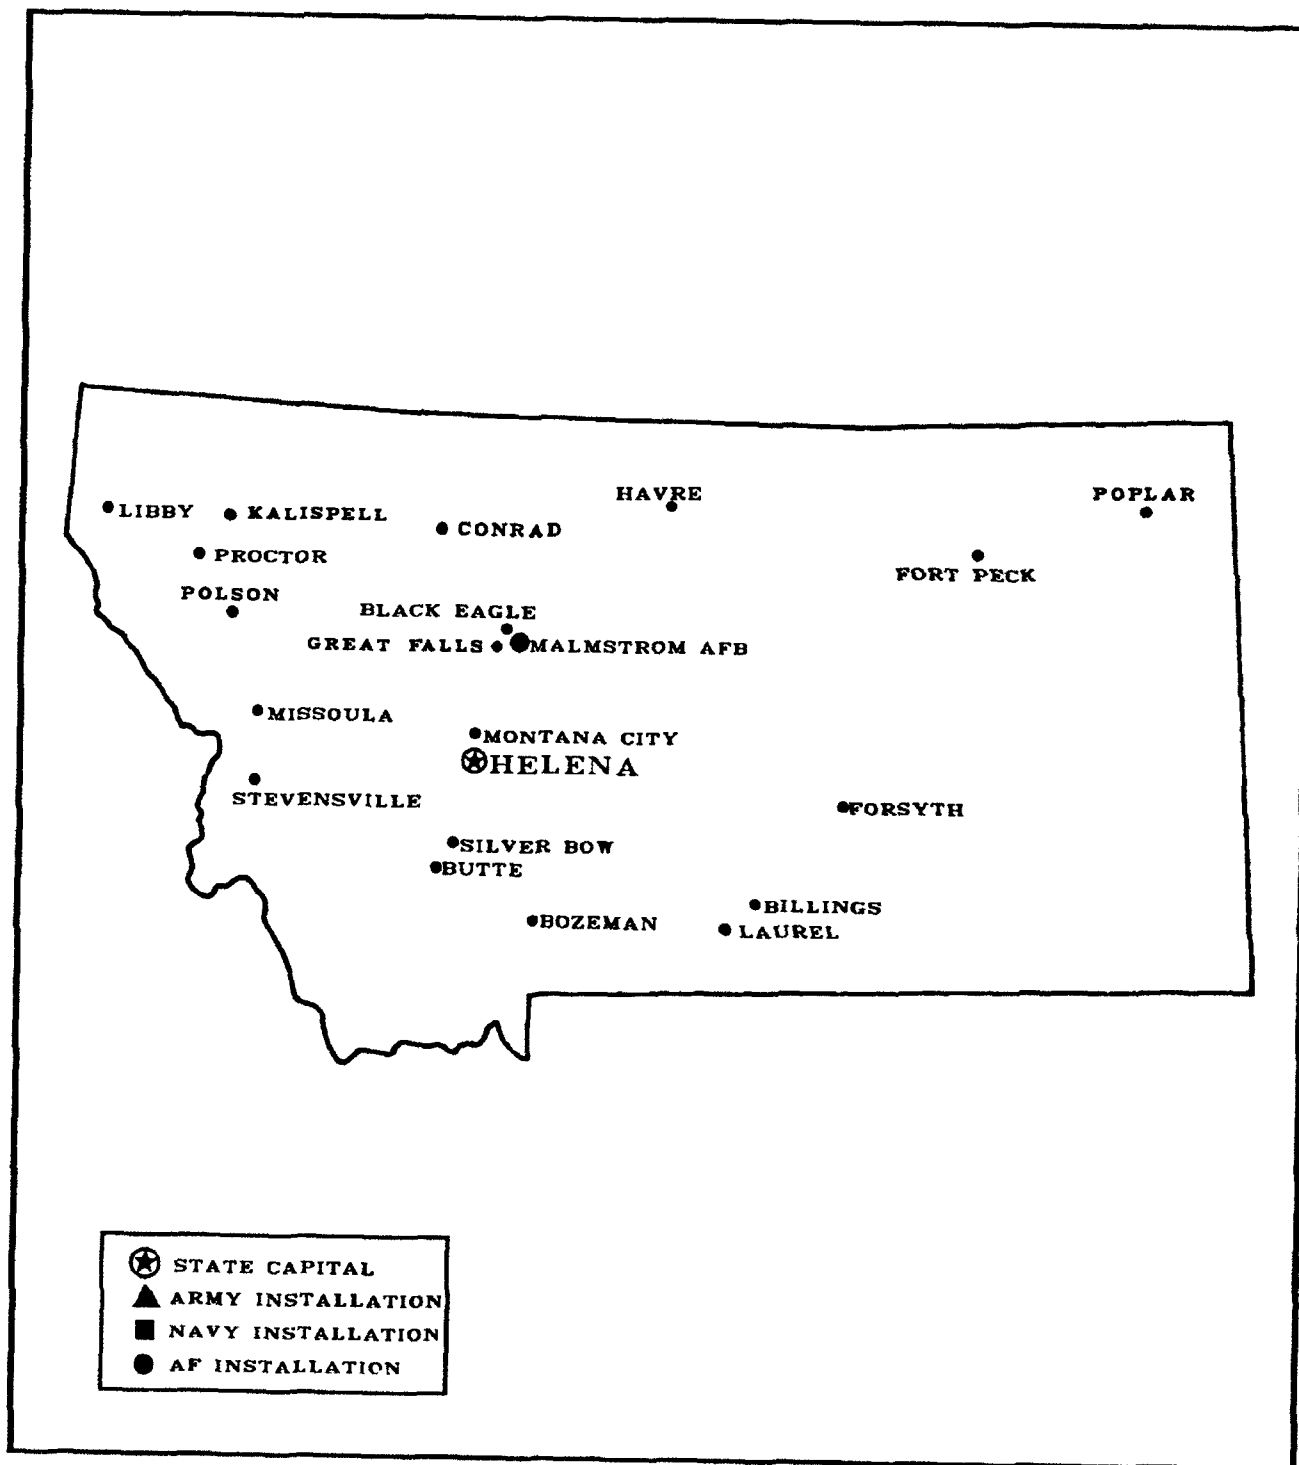 HAVRE
POPLAR
LIBBY
KALISPELL
CONRAD
PROCTOR
FORT PECK
POLSON
BLACK EAGLE
GREAT FALLS
MALMSTROM AFB
MISSOULA
MONTANA CITY
HELENA
STEVENSVILLE
FORSYTH
SILVER BOW
BUTTE
BILLINGS
BOZEMAN
LAUREL
STATE CAPITAL
ARMY INSTALLATION
NAVY INSTALLATION
AF INSTALLATION